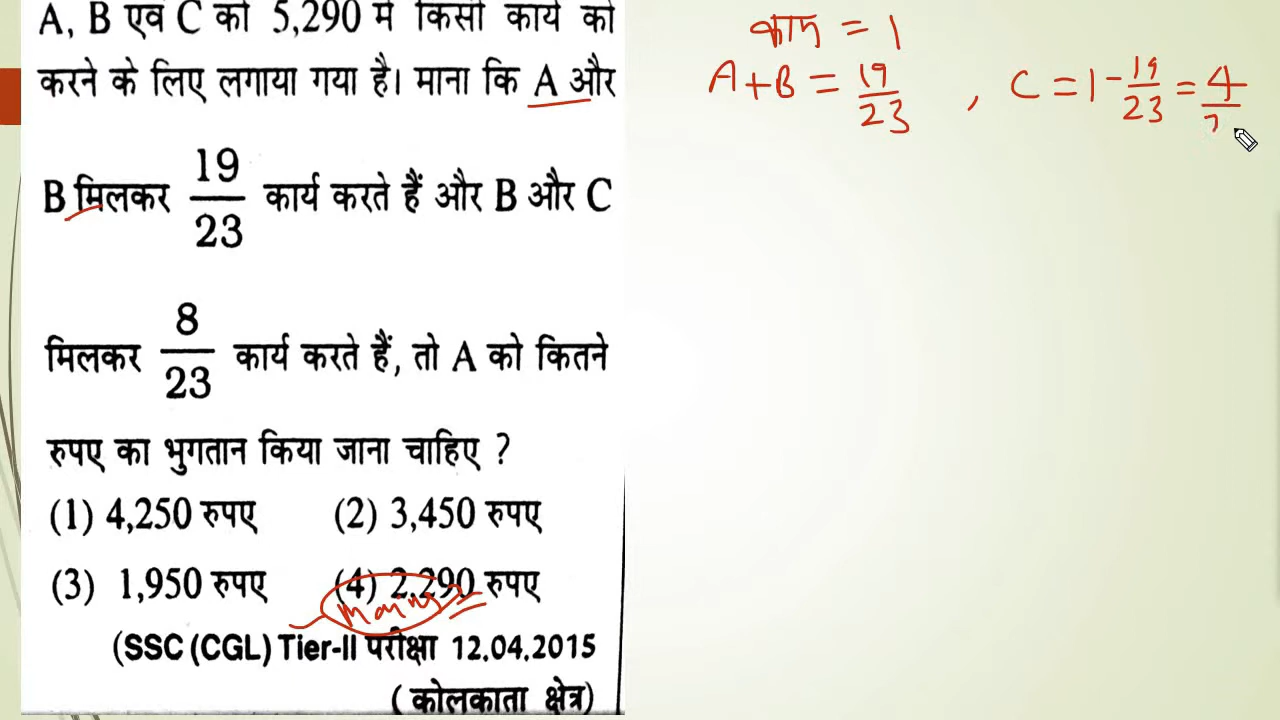 A, B एवं C को 5,290 में किसी कार्य को
करने के लिए लगाया गया है। माना कि A और
B मिलकर 19/23 कार्य करते हैं और B और C
मिलकर 8/23 कार्य करते हैं, तो A को कितने
रुपए का भुगतान किया जाना चाहिए ?
(1) 4,250 रुपए (2) 3,450 रुपए
(3) 1,950 रुपए (4) 2,290 रुपए
(SSC (CGL) Tier-II परीक्षा 12.04.2015
( कोलकाता क्षेत्र)
Mains
काम = 1
A+B = 19/23 , C = 1 - 19/23 = 4/2